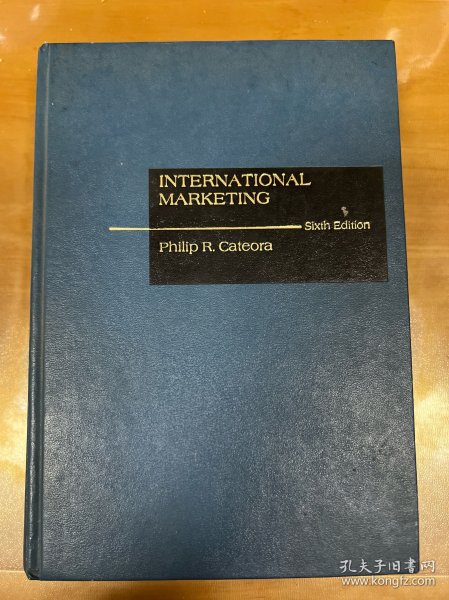 INTERNATIONAL
MARKETING
Sixth Edition
Philip R. Cateora
孔夫子旧书网
www.kongfz.com